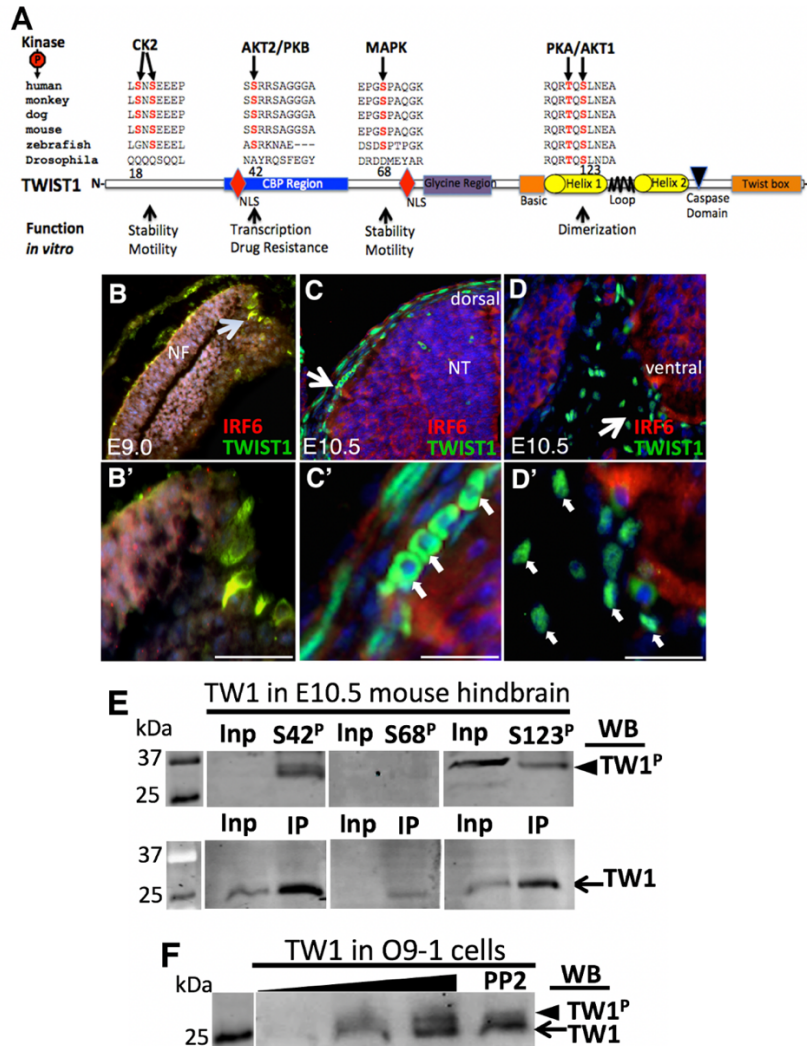 A
Kinase CK2 AKT2/PKB MAPK PKA/AKT1
P
human LSNSEEEP SSRRSAGGGA EPGSPAQGK RQRTQSLNEA
monkey LSNSEEEP SSRRSAGGGA EPGSPAQGK RQRTQSLNEA
dog LSNSEEEP SSRRSAGGGA EPGSPAQGK RQRTQSLNEA
mouse LSNSEEEP SSRRSAGGGA EPGSPAQGK RQRTQSLNEA
zebrafish LGNSEEEL ASRKNAE--- DSDSPTPGK RQRTQSLNEA
Drosophila QQQQSQQL NAYRQSFEGY DRDDMEYAR RQRTQSLNDA
18 42 68 123
TWIST1 N- CBP Region Glycine Region Helix 1 Helix 2 Twist box
NLS NLS Basic Loop Caspase
Domain
Function Stability Transcription Stability Dimerization
in vitro Motility Drug Resistance Motility
B C D
dorsal
NF NT ventral
IRF6 IRF6 IRF6
E9.0 TWIST1 E10.5 TWIST1 E10.5 TWIST1
B' C' D'
E
TW1 in E10.5 mouse hindbrain
kDa Inp S42P Inp S68P Inp S123P WB
37
TW1P
25
Inp IP Inp IP Inp IP
37
25 TW1
F
TW1 in O9-1 cells
kDa PP2 WB
TW1P
25 TW1